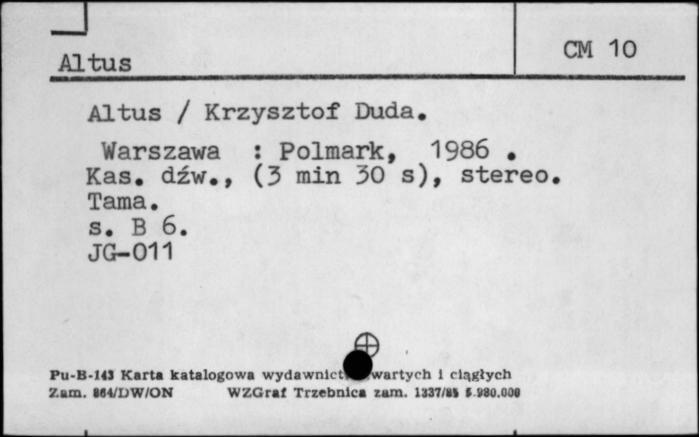 Altus
CM 10
Altus / Krzysztof Duda.
Warszawa : Polmark, 1986 .
Kas. dźw., (3 min 30 s), stereo.
Tama.
s. B 6.
JG-011
Pu-B-143 Karta katalogowa wydawnict wartych i ciągłych
Zam. 864/DW/ON WZGraf Trzebnica zam. 1337/85 5.980.000